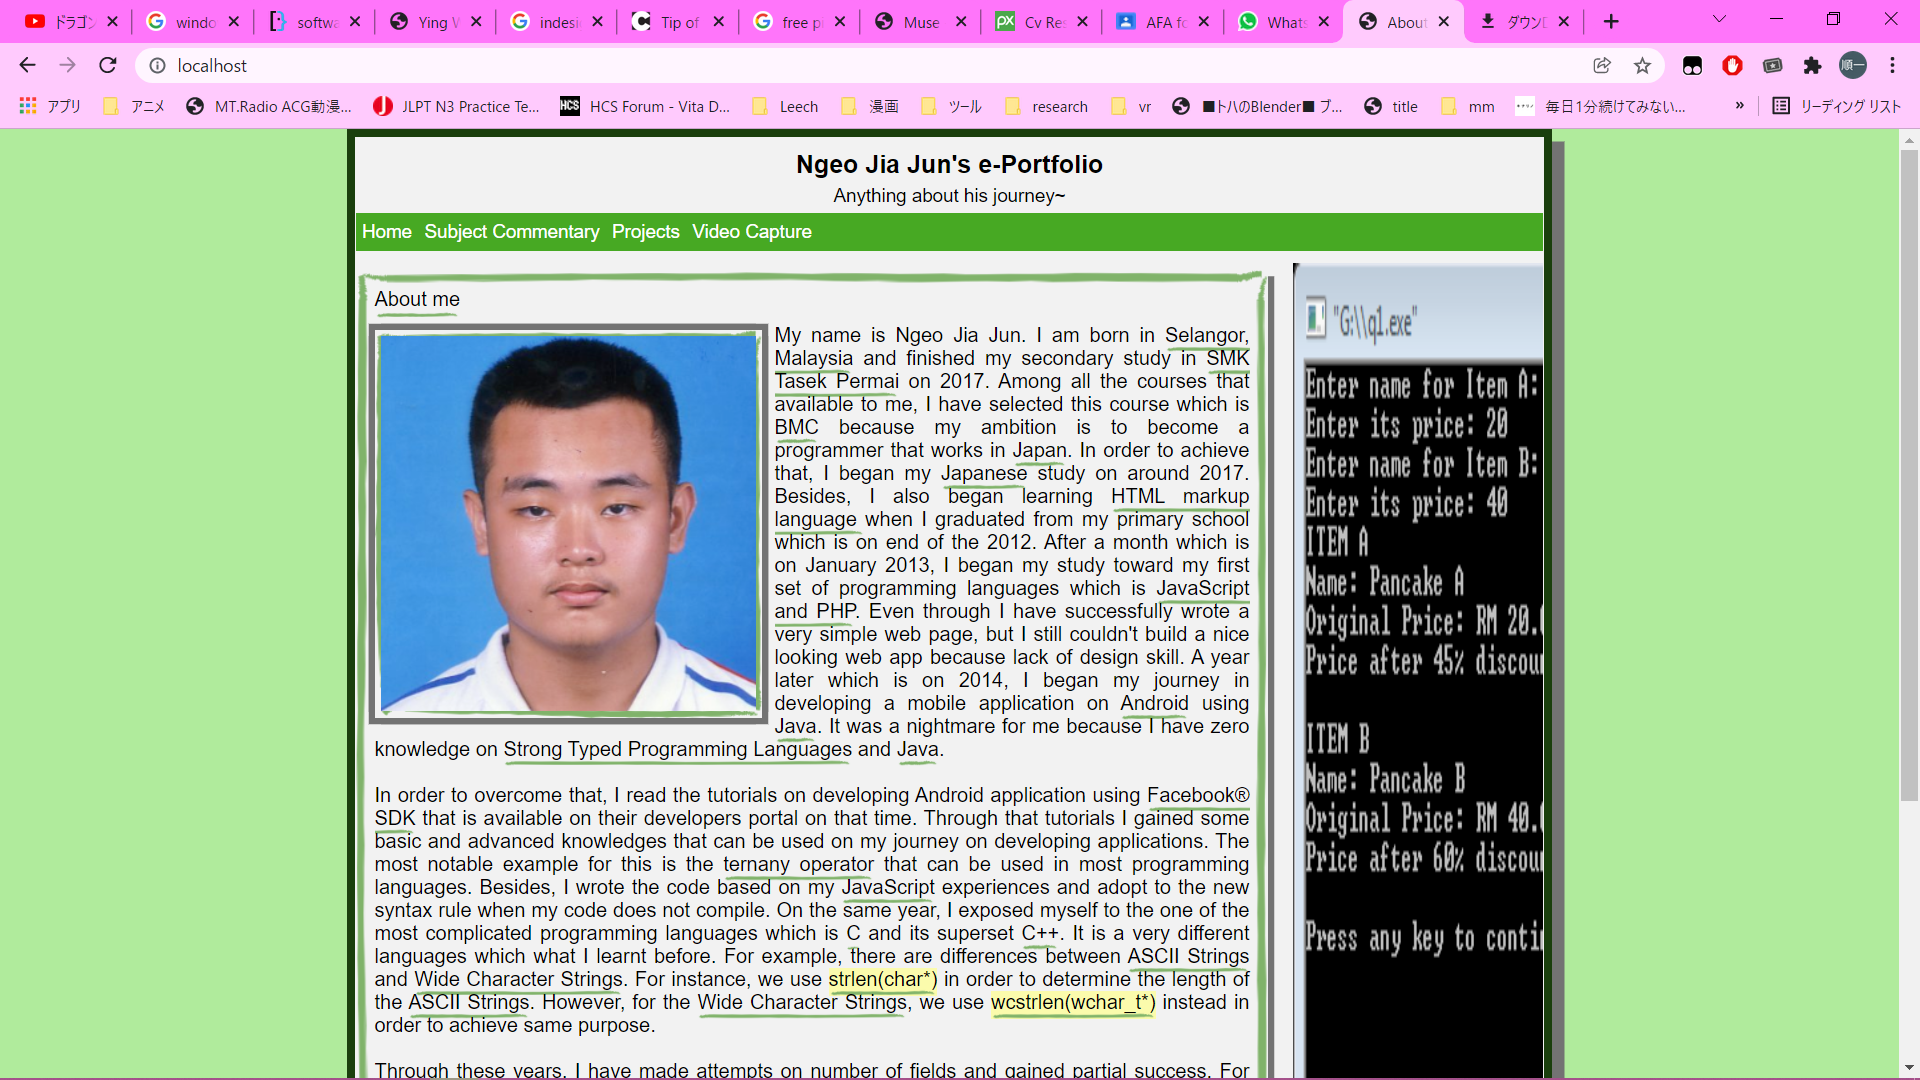 ドラゴン
windo
softwa
Ying W
indesi
Tip of
free p
Muse
Cv Res
AFA fo
Whats
About
ダウン
localhost
順一
アプリ
アニメ
MT.Radio ACG動漫...
JLPT N3 Practice Te...
HCS
HCS Forum - Vita D...
Leech
漫画
ツール
research
vr
■トハのBlender■ ブ...
title
mm
毎日1分続けてみない...
»
リーディング リスト
Ngeo Jia Jun's e-Portfolio
Anything about his journey~
Home Subject Commentary Projects Video Capture
About me
My name is Ngeo Jia Jun. I am born in Selangor,
Malaysia and finished my secondary study in SMK
Tasek Permai on 2017. Among all the courses that
available to me, I have selected this course which is
BMC because my ambition is to become a
programmer that works in Japan. In order to achieve
that, I began my Japanese study on around 2017.
Besides, I also began learning HTML markup
language when I graduated from my primary school
which is on end of the 2012. After a month which is
on January 2013, I began my study toward my first
set of programming languages which is JavaScript
and PHP. Even through I have successfully wrote a
very simple web page, but I still couldn't build a nice
looking web app because lack of design skill. A year
later which is on 2014, I began my journey in
developing a mobile application on Android using
Java. It was a nightmare for me because I have zero
knowledge on Strong Typed Programming Languages and Java.
In order to overcome that, I read the tutorials on developing Android application using Facebook®
SDK that is available on their developers portal on that time. Through that tutorials I gained some
basic and advanced knowledges that can be used on my journey on developing applications. The
most notable example for this is the ternany operator that can be used in most programming
languages. Besides, I wrote the code based on my JavaScript experiences and adopt to the new
syntax rule when my code does not compile. On the same year, I exposed myself to the one of the
most complicated programming languages which is C and its superset C++. It is a very different
languages which what I learnt before. For example, there are differences between ASCII Strings
and Wide Character Strings. For instance, we use strlen(char*) in order to determine the length of
the ASCII Strings. However, for the Wide Character Strings, we use wcstrlen(wchar_t*) instead in
order to achieve same purpose.
Through these years, I have made attempts on number of fields and gained partial success. For
"G:\\q1.exe"
Enter name for Item A:
Enter its price: 20
Enter name for Item B:
Enter its price: 40
ITEM A
Name: Pancake A
Original Price: RM 20.0
Price after 45% discou
ITEM B
Name: Pancake B
Original Price: RM 40.0
Price after 60% discou
Press any key to conti